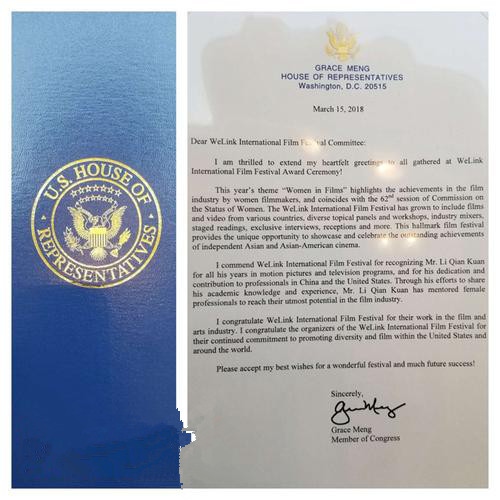 U.S. HOUSE OF
REPRESENTATIVES
GRACE MENG
HOUSE OF REPRESENTATIVES
Washington, D.C. 20515
March 15, 2018
Dear WeLink International Film Festival Committee:
I am thrilled to extend my heartfelt greetings to all gathered at WeLink
International Film Festival Award Ceremony!
This year's theme "Women in Films" highlights the achievements in the film
industry by women filmmakers, and coincides with the 62nd session of Commission on
the Status of Women. The WeLink International Film Festival has grown to include films
and video from various countries, diverse topical panels and workshops, industry mixers,
staged readings, exclusive interviews, receptions and more. This hallmark film festival
provides the unique opportunity to showcase and celebrate the outstanding achievements
of independent Asian and Asian-American cinema.
I commend WeLink International Film Festival for recognizing Mr. Li Qian Kuan
for all his years in motion pictures and television programs, and for his dedication and
contribution to professionals in China and the United States. Through his efforts to share
his academic knowledge and experience, Mr. Li Qian Kuan has mentored female
professionals to reach their utmost potential in the film industry.
I congratulate WeLink International Film Festival for their work in the film and
arts industry. I congratulate the organizers of the WeLink International Film Festival for
their continued commitment to promoting diversity and film within the United States and
around the world.
Please accept my best wishes for a wonderful festival and much future success!
Sincerely,
Grace Meng
Grace Meng
Member of Congress